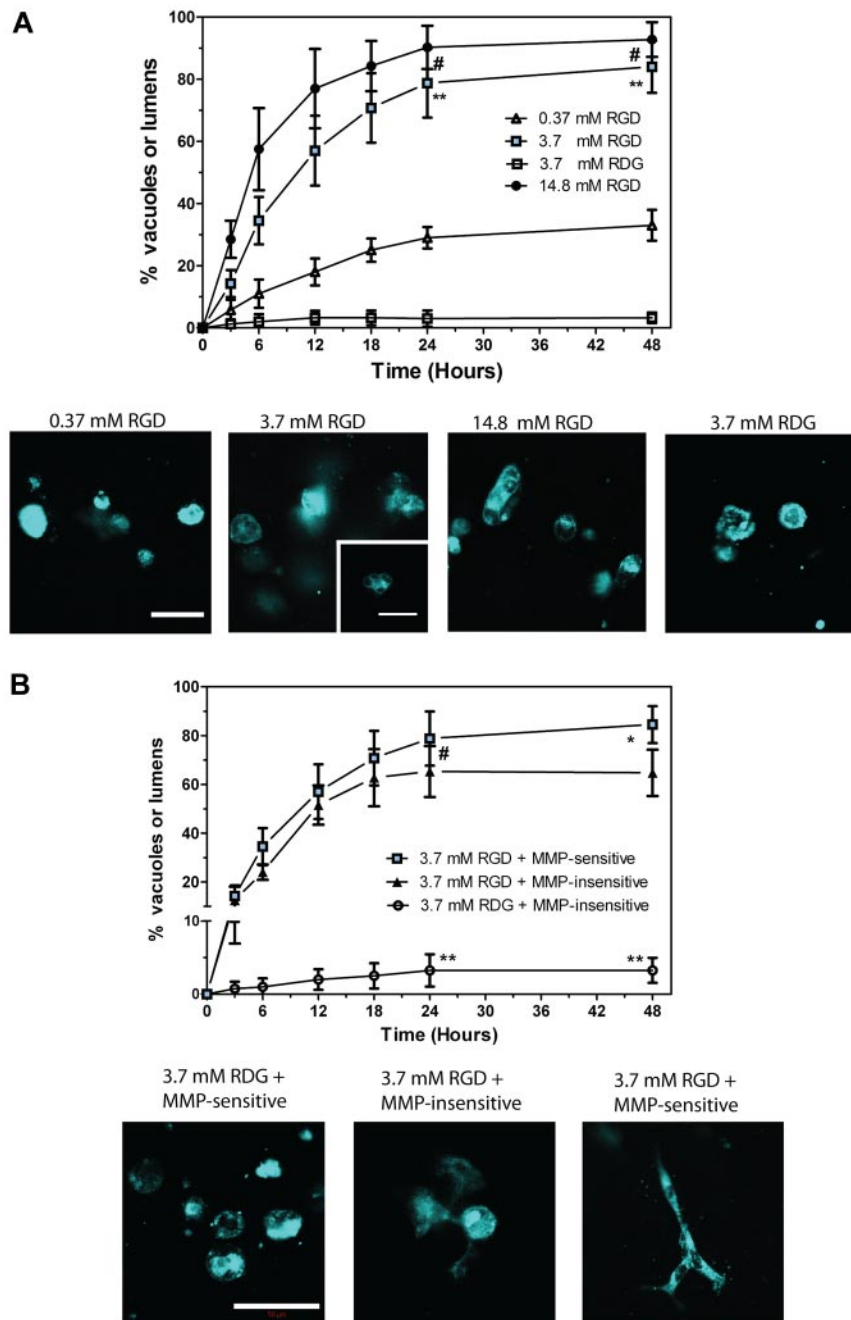 A
% vacuoles or lumens
100
80
60
40
20
0
#
**
#
**
0.37 mM RGD
3.7 mM RGD
3.7 mM RDG
14.8 mM RGD
0 6 12 18 24 30 36 42 48
Time (Hours)
0.37 mM RGD 3.7 mM RGD 14.8 mM RGD 3.7 mM RDG
B
% vacuoles or lumens
100
80
60
40
20
10
5
0
#
*
3.7 mM RGD + MMP-sensitive
3.7 mM RGD + MMP-insensitive
3.7 mM RDG + MMP-insensitive
** **
0 6 12 18 24 30 36 42 48
Time (Hours)
3.7 mM RDG + 3.7 mM RGD + 3.7 mM RGD +
MMP-sensitive MMP-insensitive MMP-sensitive